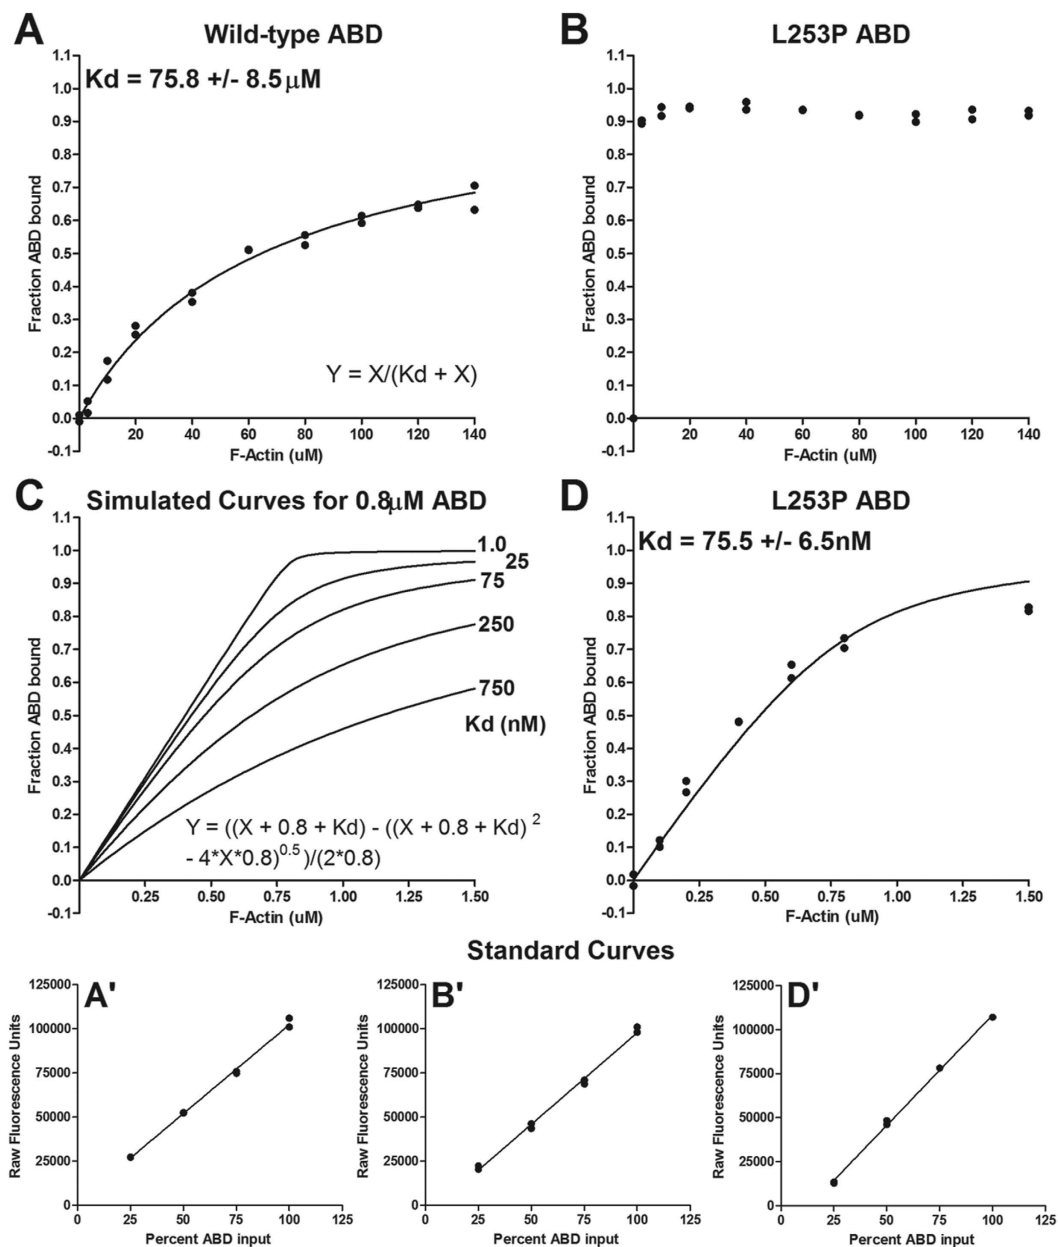 A
Wild-type ABD
Kd = 75.8 +/- 8.5μM
1.1
1.0
0.9
0.8
0.7
0.6
0.5
0.4
0.3
0.2
0.1
0.0
-0.1
Fraction ABD bound
Y = X/(Kd + X)
20 40 60 80 100 120 140
F-Actin (uM)
B
L253P ABD
1.1
1.0
0.9
0.8
0.7
0.6
0.5
0.4
0.3
0.2
0.1
0.0
-0.1
Fraction ABD bound
20 40 60 80 100 120 140
F-Actin (uM)
C
Simulated Curves for 0.8μM ABD
1.1
1.0
0.9
0.8
0.7
0.6
0.5
0.4
0.3
0.2
0.1
0.0
-0.1
Fraction ABD bound
1.0
25
75
250
750
Kd (nM)
Y = ((X + 0.8 + Kd) - ((X + 0.8 + Kd) 2
- 4*X*0.8)0.5)/(2*0.8)
0.25 0.50 0.75 1.00 1.25 1.50
F-Actin (uM)
D
L253P ABD
Kd = 75.5 +/- 6.5nM
1.1
1.0
0.9
0.8
0.7
0.6
0.5
0.4
0.3
0.2
0.1
0.0
-0.1
Fraction ABD bound
0.25 0.50 0.75 1.00 1.25 1.50
F-Actin (uM)
Standard Curves
A'
125000
100000
75000
50000
25000
0
Raw Fluorescence Units
0 25 50 75 100 125
Percent ABD input
B'
125000
100000
75000
50000
25000
0
Raw Fluorescence Units
0 25 50 75 100 125
Percent ABD input
D'
125000
100000
75000
50000
25000
0
Raw Fluorescence Units
0 25 50 75 100 125
Percent ABD input